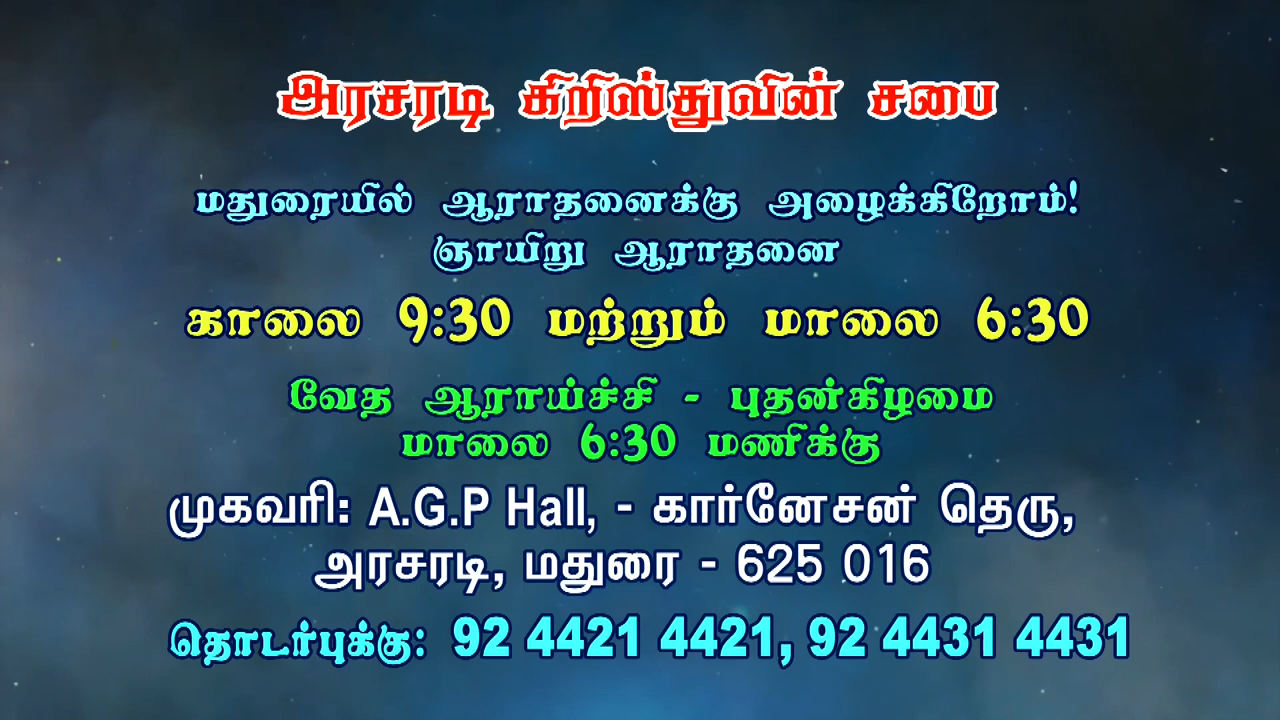 அரசரடி கிறிஸ்துவின் சபை
மதுரையில் ஆராதனைக்கு அழைக்கிறோம்!
ஞாயிறு ஆராதனை
காலை 9:30 மற்றும் மாலை 6:30
வேத ஆராய்ச்சி - புதன்கிழமை
மாலை 6:30 மணிக்கு
முகவரி: A.G.P Hall, - கார்னேசன் தெரு,
அரசரடி, மதுரை - 625 016
தொடர்புக்கு: 92 4421 4421, 92 4431 4431